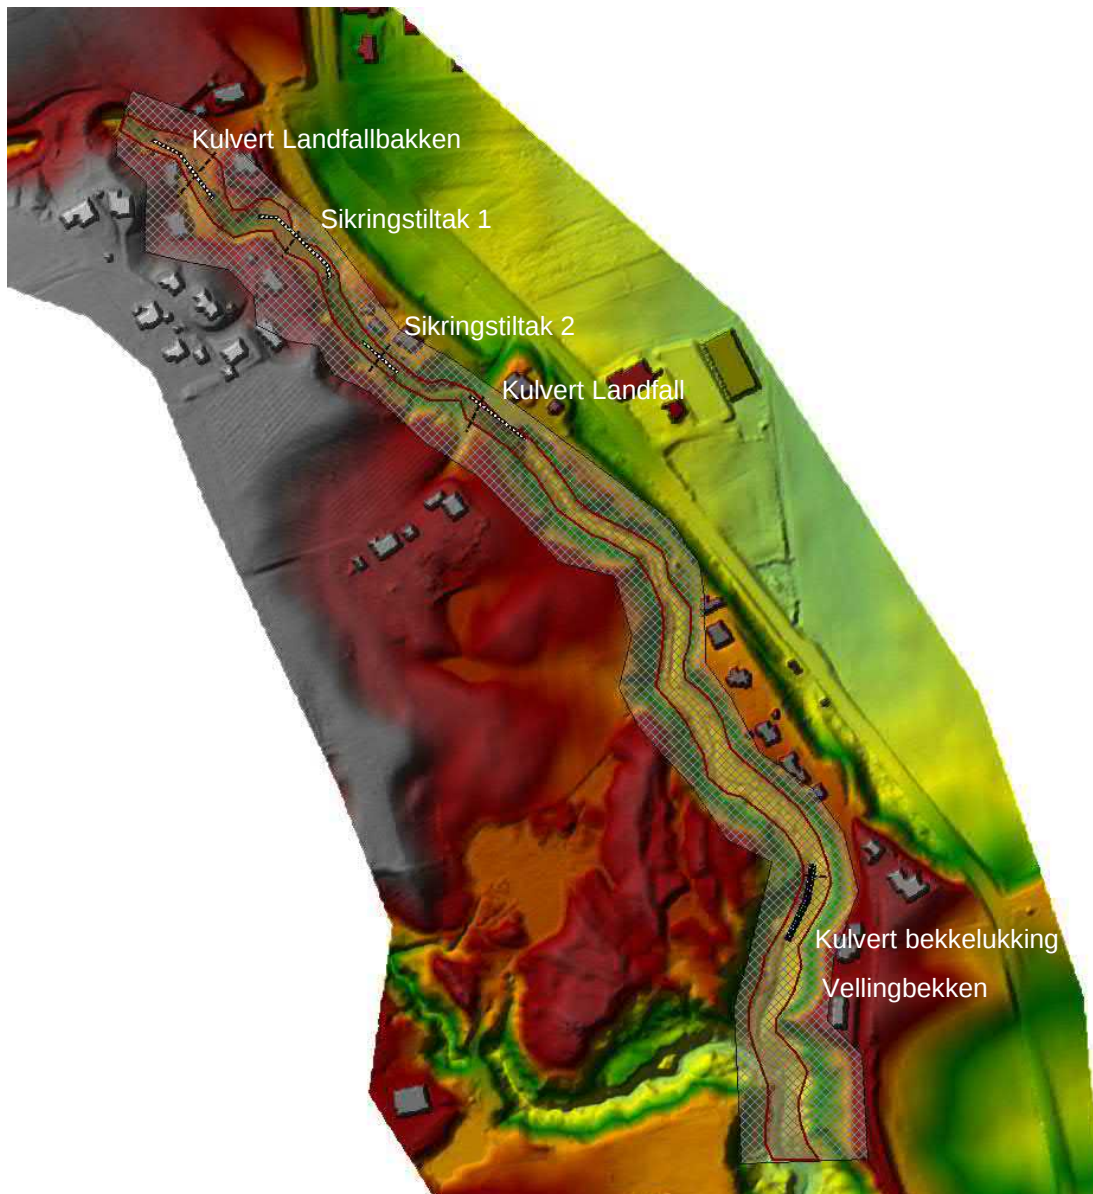 Kulvert Landfallbakken
Sikringstiltak 1
Sikringstiltak 2
Kulvert Landfall
Kulvert bekkelukking
Vellingbekken